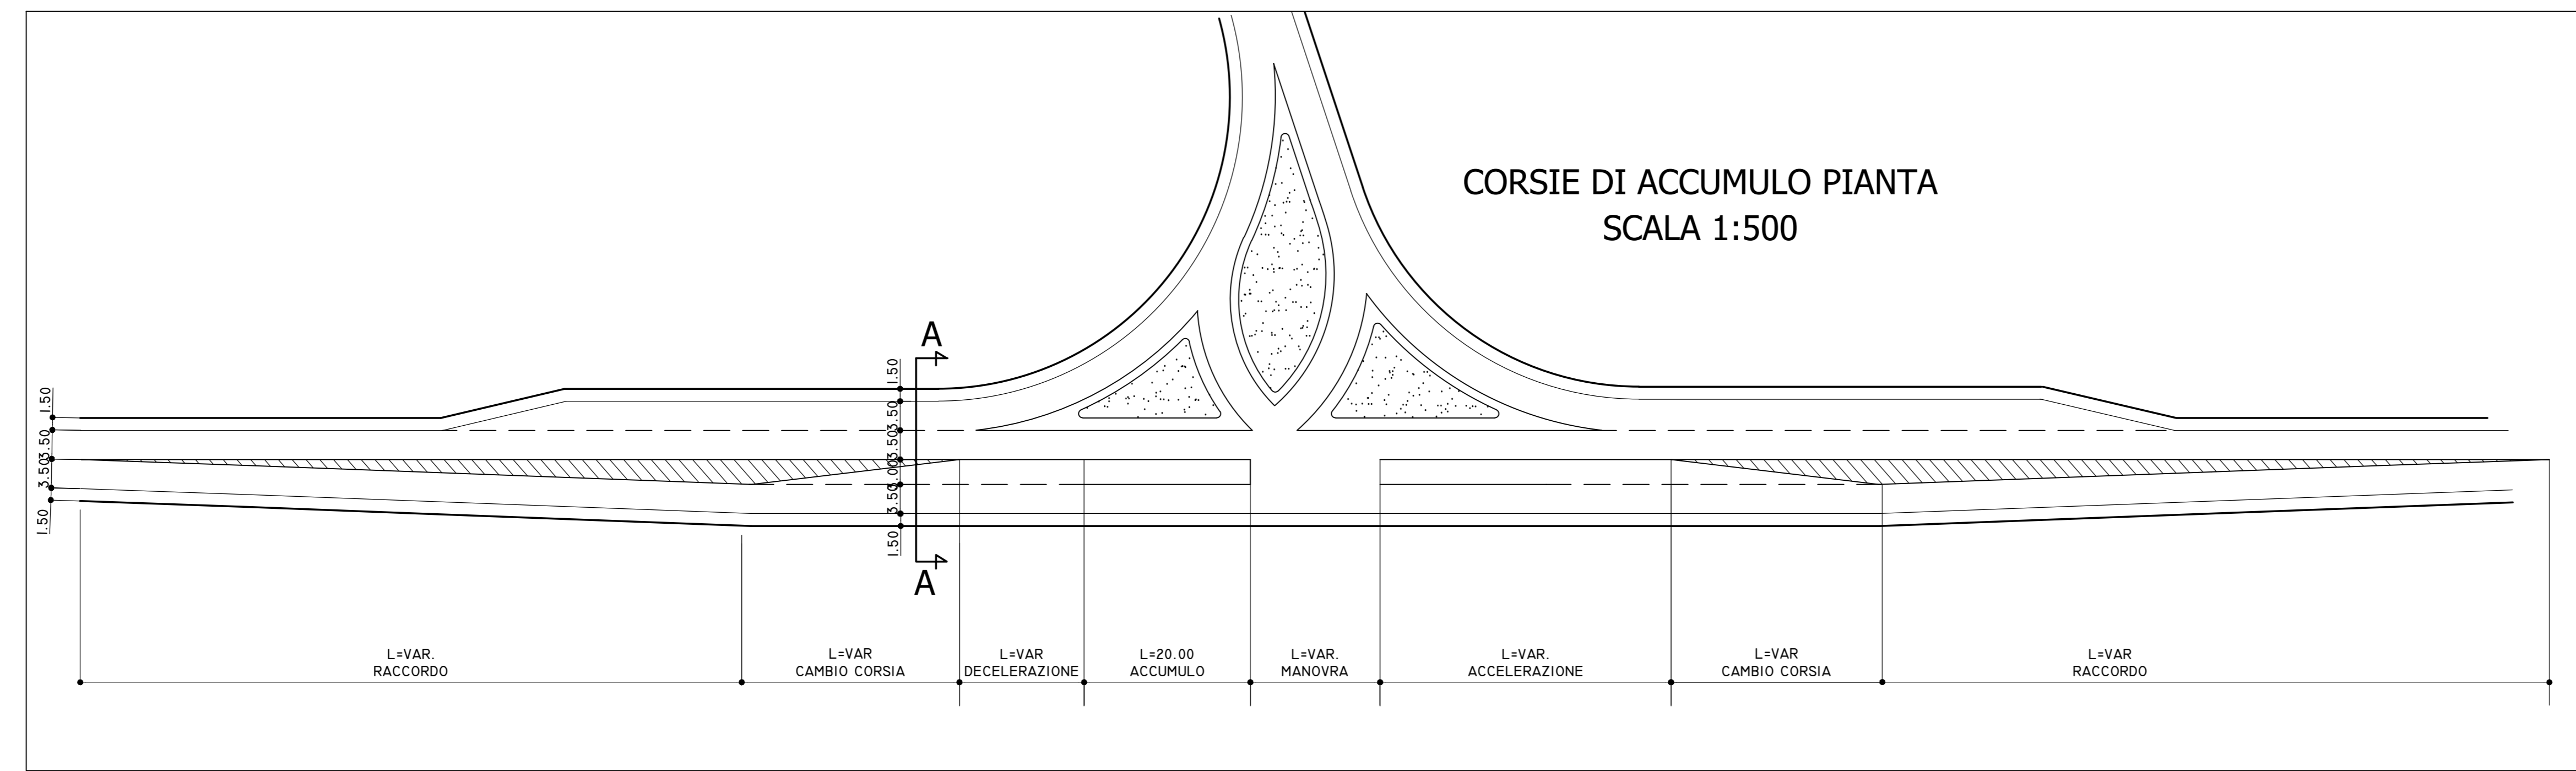 CORSIE DI ACCUMULO PIANTA
SCALA 1:500
A
A
1.50
3.50
3.50
1.50
1.50
3.50
3.50
3.00
3.50
1.50
L=VAR.
RACCORDO
L=VAR
CAMBIO CORSIA
L=VAR
DECELERAZIONE
L=20.00
ACCUMULO
L=VAR.
MANOVRA
L=VAR.
ACCELERAZIONE
L=VAR
CAMBIO CORSIA
L=VAR
RACCORDO